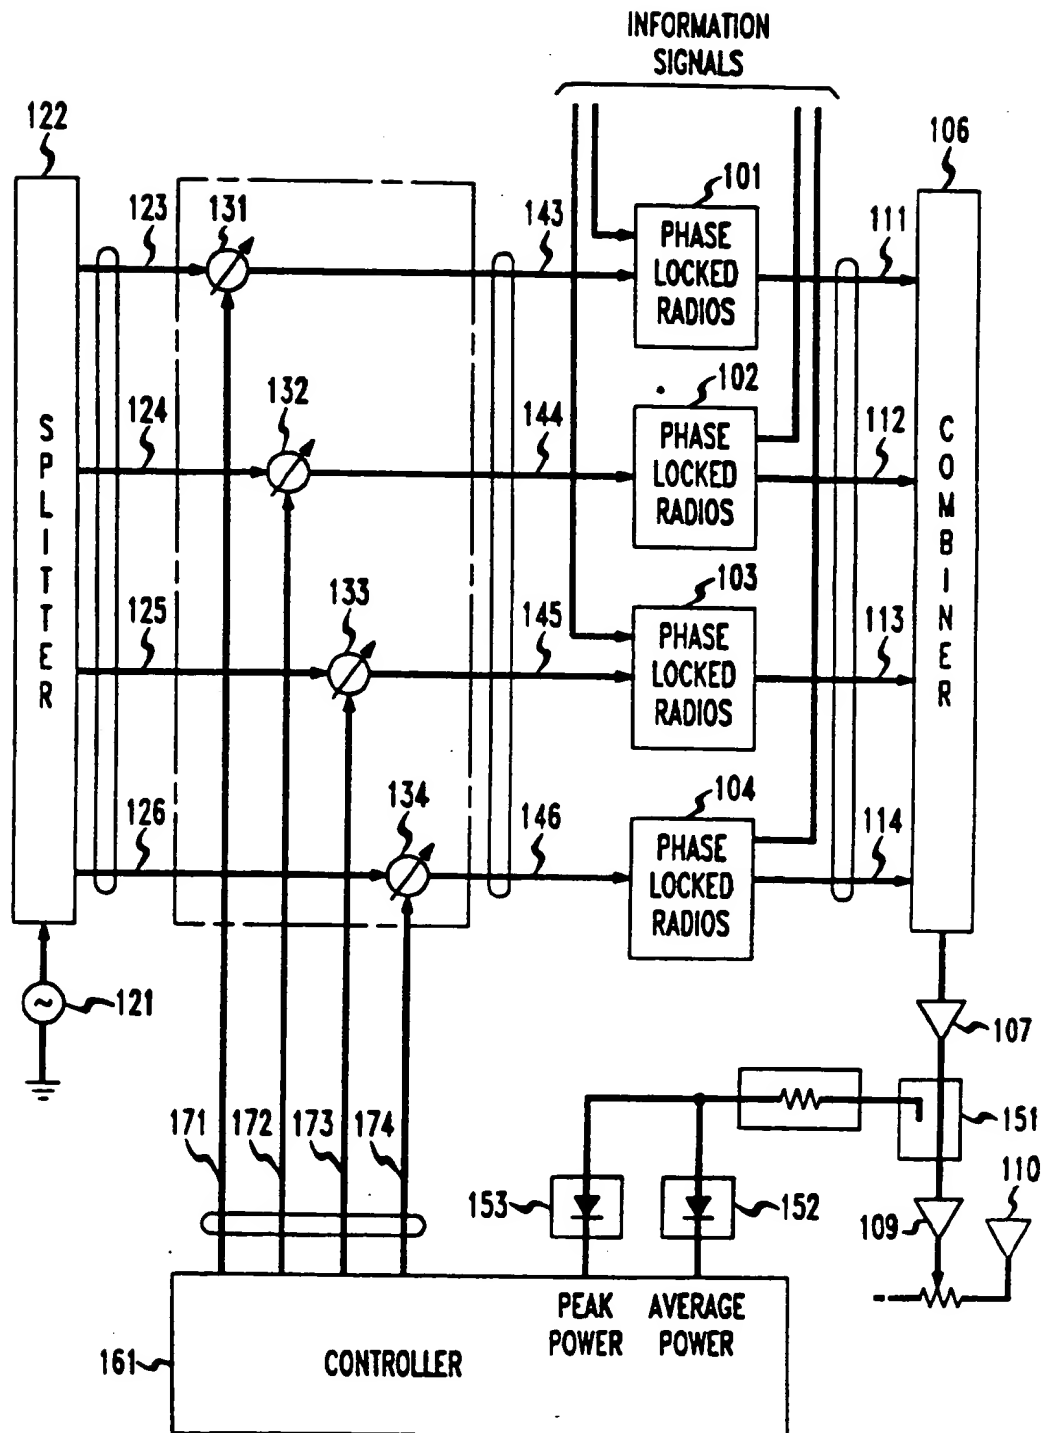 INFORMATION
SIGNALS
122
106
123
131
143
101
111
PHASE
LOCKED
RADIOS
124
132
144
102
112
PHASE
LOCKED
RADIOS
SPLITTER
COMBINER
125
133
145
103
113
PHASE
LOCKED
RADIOS
126
134
146
104
114
PHASE
LOCKED
RADIOS
~
121
107
171
172
173
174
151
153
152
109
110
PEAK
POWER
AVERAGE
POWER
161
CONTROLLER